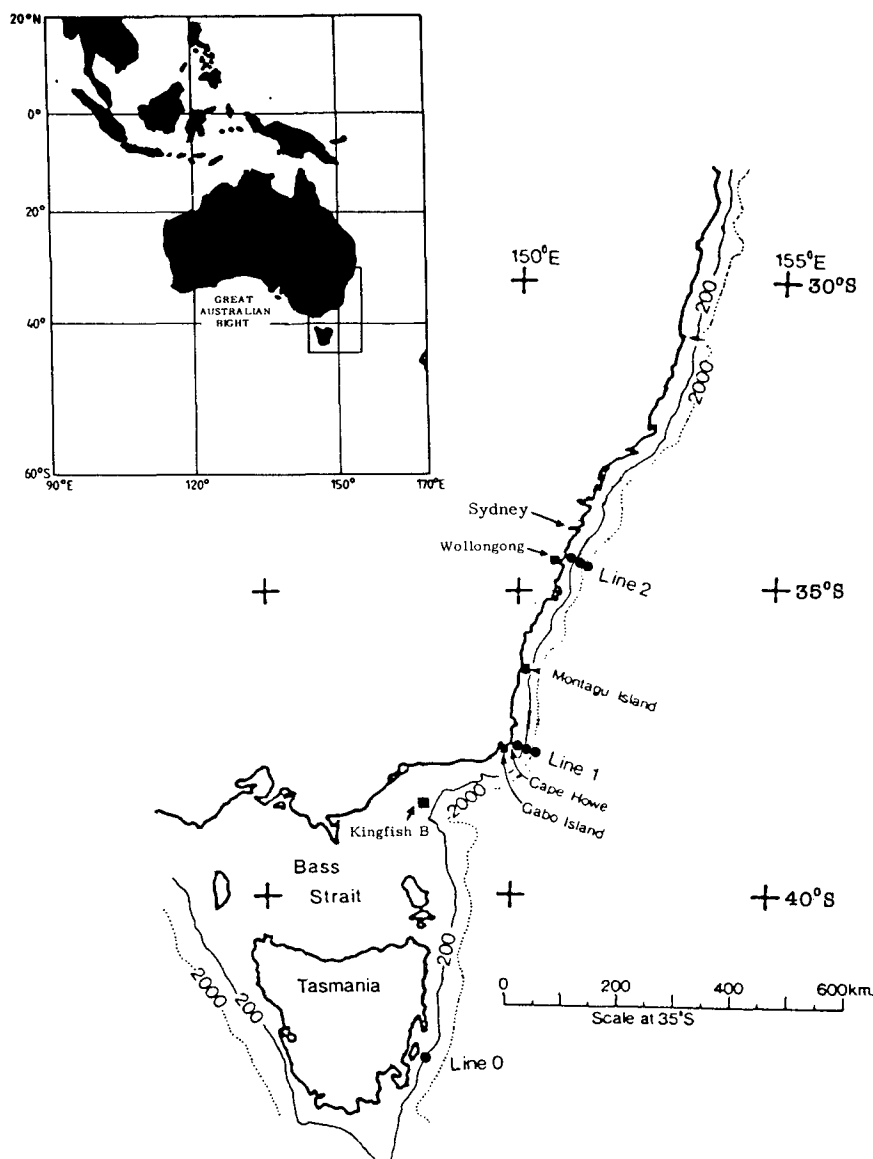 20°N
0°
20°
40°
60°S
90°E
120°
150°
170°E
GREAT
AUSTRALIAN
BIGHT
150°E
155°E
30°S
200
2000
Sydney
Wollongong
Line 2
35°S
Montagu Island
Line 1
Cape Howe
Gabo Island
2000
Kingfish B
Bass
Strait
40°S
200
Tasmania
2000
200
0 200 400 600km.
Scale at 35°S
Line 0